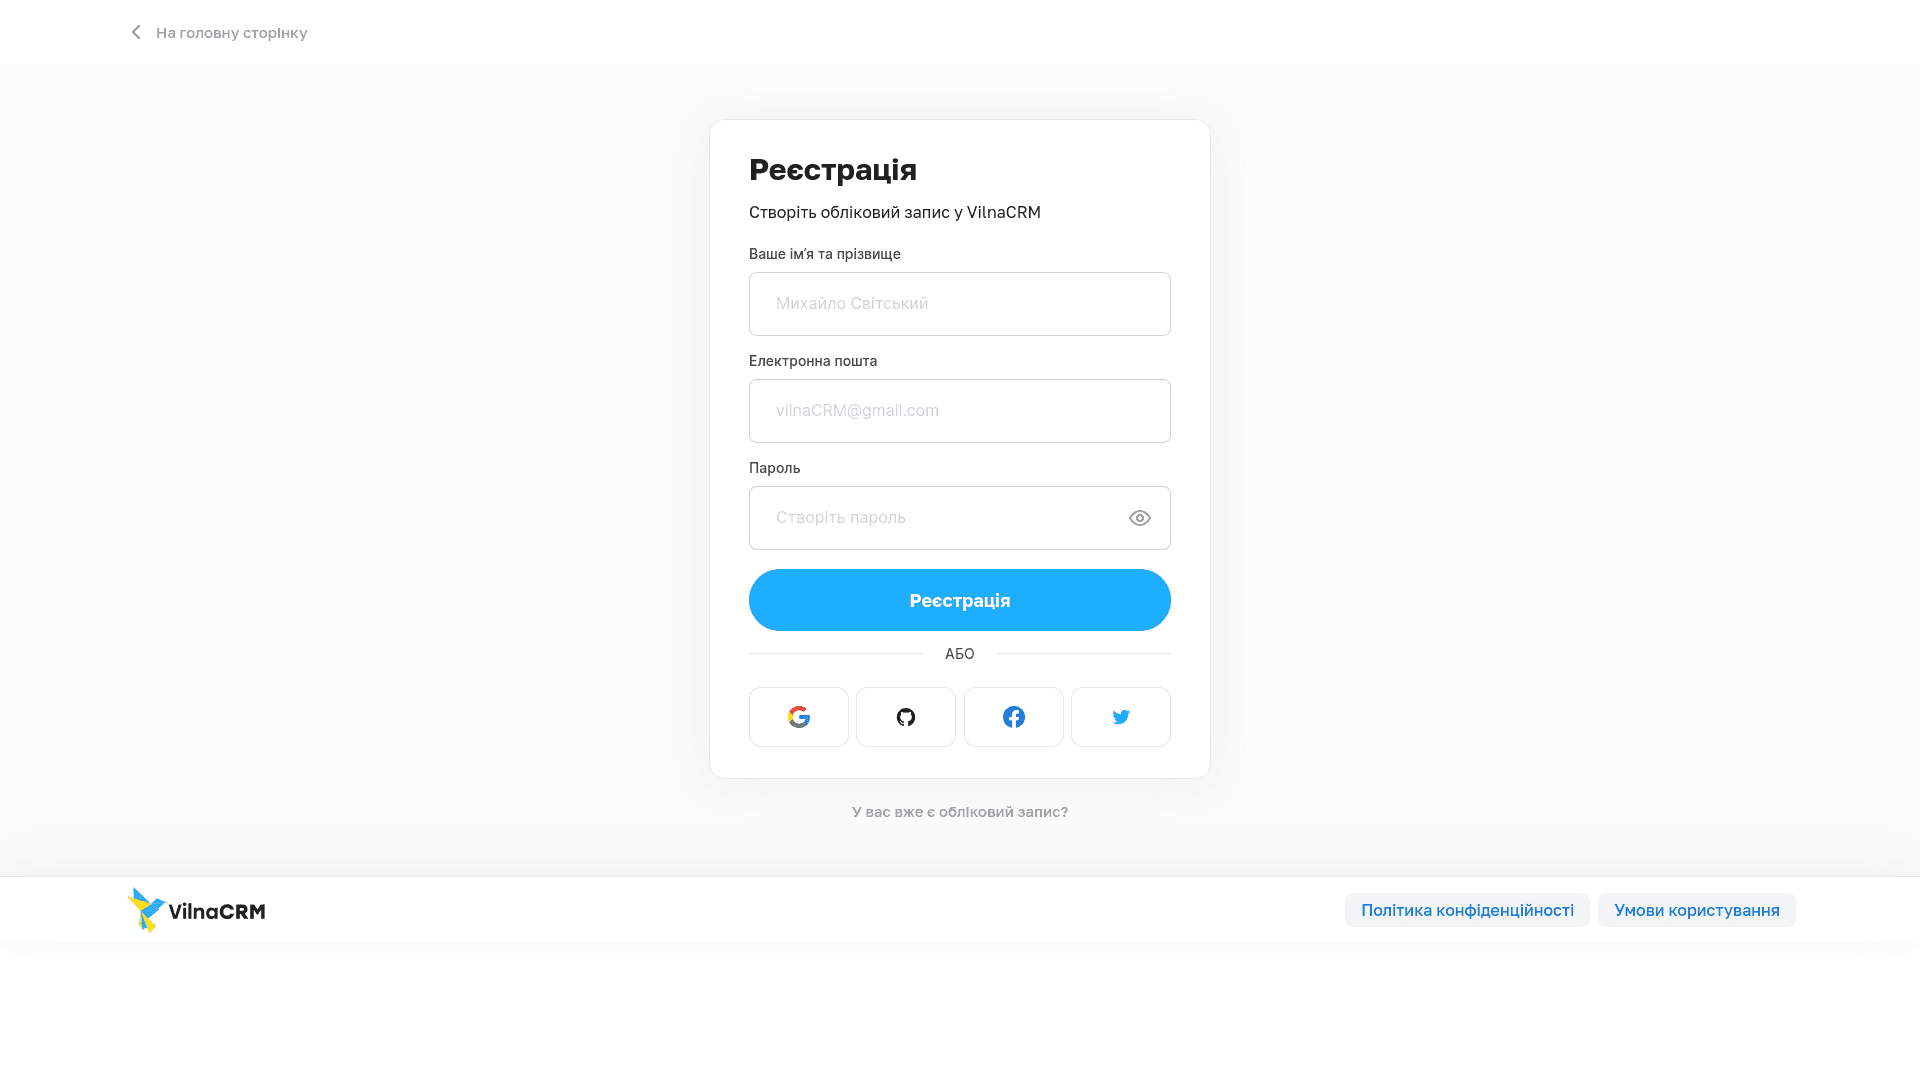 На головну сторінку
Реєстрація
Створіть обліковий запис у VilnaCRM
Ваше ім'я та прізвище
Михайло Світський
Електронна пошта
vilnaCRM@gmail.com
Пароль
Створіть пароль
Реєстрація
АБО
У вас вже є обліковий запис?
VilnaCRM
Політика конфіденційності
Умови користування